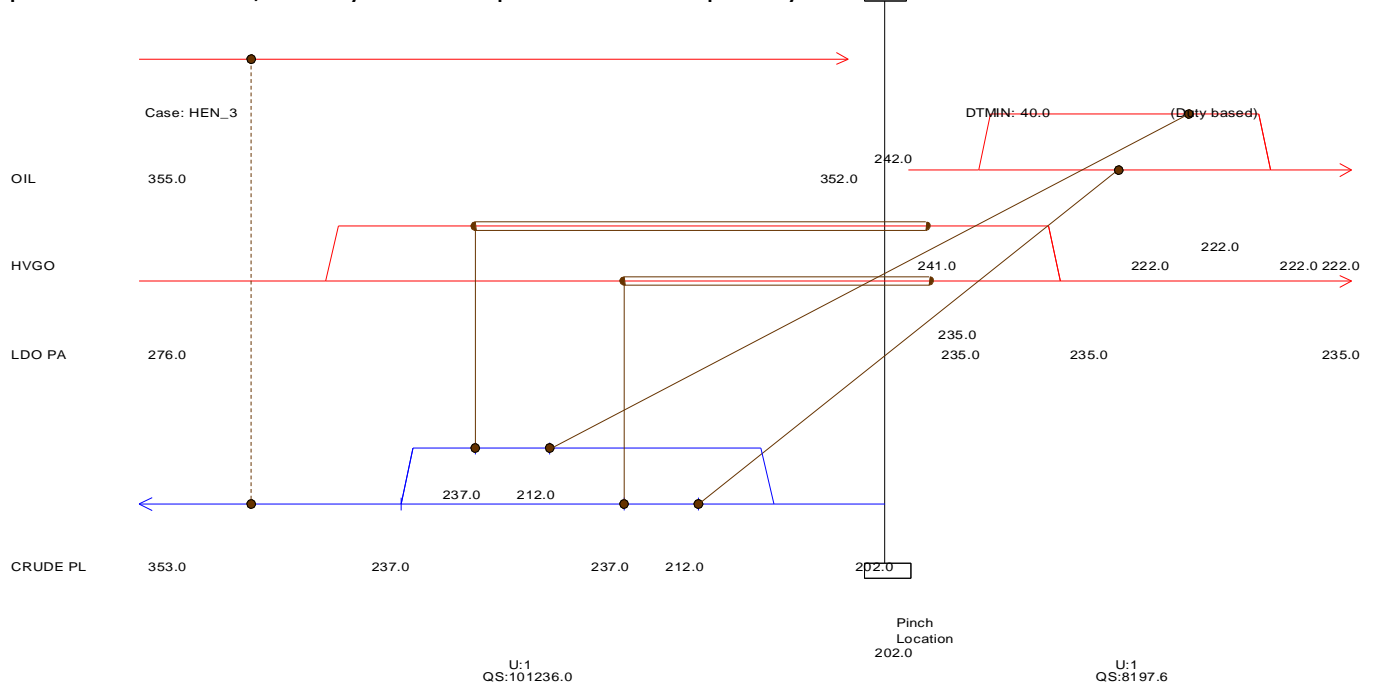 Case: HEN_3
DTMIN: 40.0 (Duty based)
242.0
OIL 355.0 352.0
222.0
HVGO 241.0 222.0 222.0 222.0
235.0
LDO PA 276.0 235.0 235.0 235.0
237.0 212.0
CRUDE PL 353.0 237.0 237.0 212.0 202.0
Pinch
Location
202.0
U:1 U:1
QS:101236.0 QS:8197.6